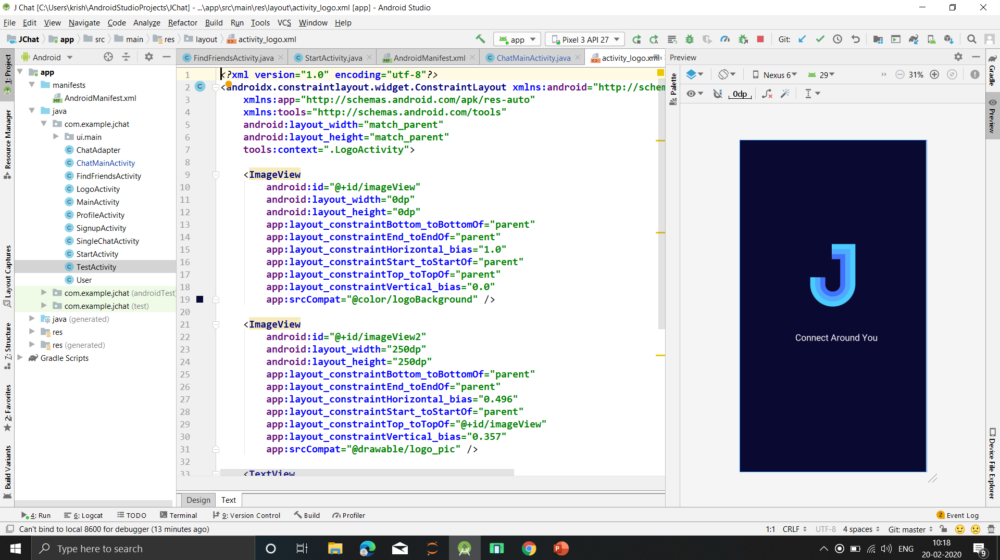 J Chat [C:\Users\krish\AndroidStudioProjects\JChat] - ...\app\src\main\res\layout\activity_logo.xml [app] - Android Studio
File Edit View Navigate Code Analyze Refactor Build Run Tools VCS Window Help
JChat app src main res layout activity_logo.xml app Pixel 3 API 27 Git:
Android FindFriendsActivity.java StartActivity.java AndroidManifest.xml ChatMainActivity.java activity_logo.xml Preview
Nexus 6 29 31%
0dp
1: Project
Resource Manager
Layout Captures
7: Structure
2: Favorites
Build Variants
app
manifests
AndroidManifest.xml
java
com.example.jchat
ui.main
ChatAdapter
ChatMainActivity
FindFriendsActivity
LogoActivity
MainActivity
ProfileActivity
SignupActivity
SingleChatActivity
StartActivity
TestActivity
User
com.example.jchat (androidTest)
com.example.jchat (test)
java (generated)
res
res (generated)
Gradle Scripts
1 <?xml version="1.0" encoding="utf-8"?>
2 <androidx.constraintlayout.widget.ConstraintLayout xmlns:android="http://schem
3 xmlns:app="http://schemas.android.com/apk/res-auto"
4 xmlns:tools="http://schemas.android.com/tools"
5 android:layout_width="match_parent"
6 android:layout_height="match_parent"
7 tools:context=".LogoActivity">
8
9 <ImageView
10 android:id="@+id/imageView"
11 android:layout_width="0dp"
12 android:layout_height="0dp"
13 app:layout_constraintBottom_toBottomOf="parent"
14 app:layout_constraintEnd_toEndOf="parent"
15 app:layout_constraintHorizontal_bias="1.0"
16 app:layout_constraintStart_toStartOf="parent"
17 app:layout_constraintTop_toTopOf="parent"
18 app:layout_constraintVertical_bias="0.0"
19 app:srcCompat="@color/logoBackground" />
20
21 <ImageView
22 android:id="@+id/imageView2"
23 android:layout_width="250dp"
24 android:layout_height="250dp"
25 app:layout_constraintBottom_toBottomOf="parent"
26 app:layout_constraintEnd_toEndOf="parent"
27 app:layout_constraintHorizontal_bias="0.496"
28 app:layout_constraintStart_toStartOf="parent"
29 app:layout_constraintTop_toTopOf="@+id/imageView"
30 app:layout_constraintVertical_bias="0.357"
31 app:srcCompat="@drawable/logo_pic" />
32
33 <TextView
Design Text
Palette
Connect Around You
Gradle
Preview
Device File Explorer
4: Run 6: Logcat TODO Terminal 9: Version Control Build Profiler 2 Event Log
Can't bind to local 8600 for debugger (13 minutes ago) 1:1 CRLF UTF-8 4 spaces Git: master
Type here to search ENG 10:18
20-02-2020 9